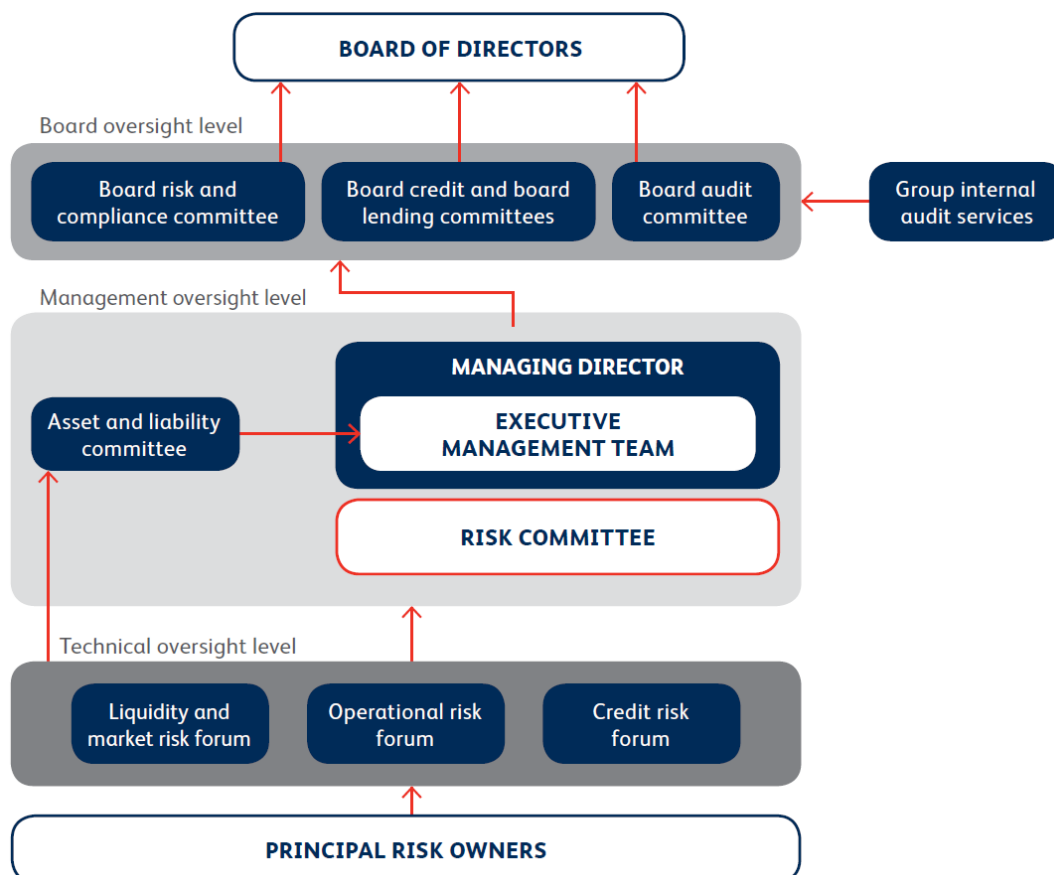 BOARD OF DIRECTORS
Board oversight level
Board risk and
compliance committee
Board credit and board
lending committees
Board audit
committee
Group internal
audit services
Management oversight level
MANAGING DIRECTOR
EXECUTIVE
MANAGEMENT TEAM
Asset and liability
committee
RISK COMMITTEE
Technical oversight level
Liquidity and
market risk forum
Operational risk
forum
Credit risk
forum
PRINCIPAL RISK OWNERS